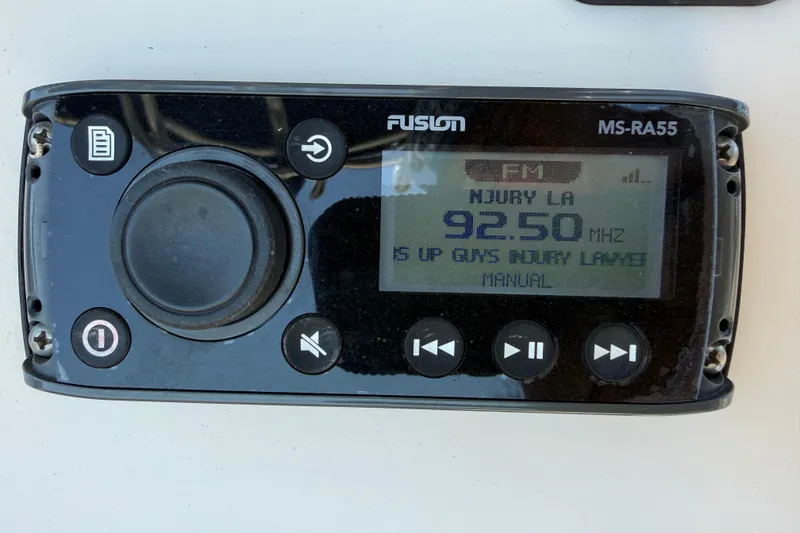 FUSION
MS-RA55
FM
NJURY LA
92.50 MHZ
S UP GUYS INJURY LAWYE
MANUAL